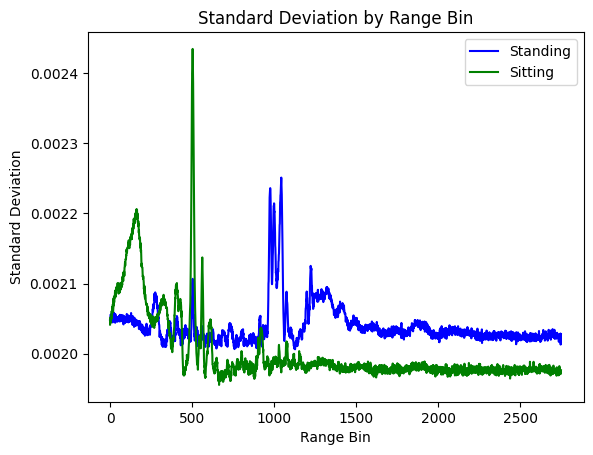 Standard Deviation by Range Bin
Standing
Sitting
Standard Deviation
0.0024
0.0023
0.0022
0.0021
0.0020
0
500
1000
1500
2000
2500
Range Bin